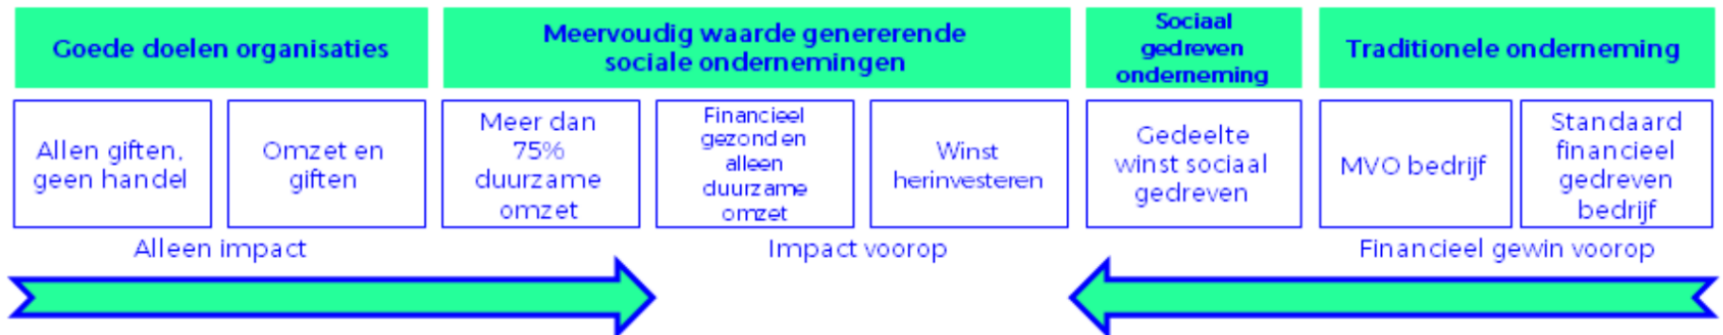 Goede doelen organisaties
Meervoudig waarde genererende
sociale ondernemingen
Sociaal
gedreven
onderneming
Traditionele onderneming
Allen giften,
geen handel
Omzet en
giften
Meer dan
75%
duurzame
omzet
Financieel
gezond en
alleen
duurzame
omzet
Winst
herinvesteren
Gedeelte
winst sociaal
gedreven
MVO bedrijf
Standaard
financieel
gedreven
bedrijf
Alleen impact
Impact voorop
Financieel gewin voorop